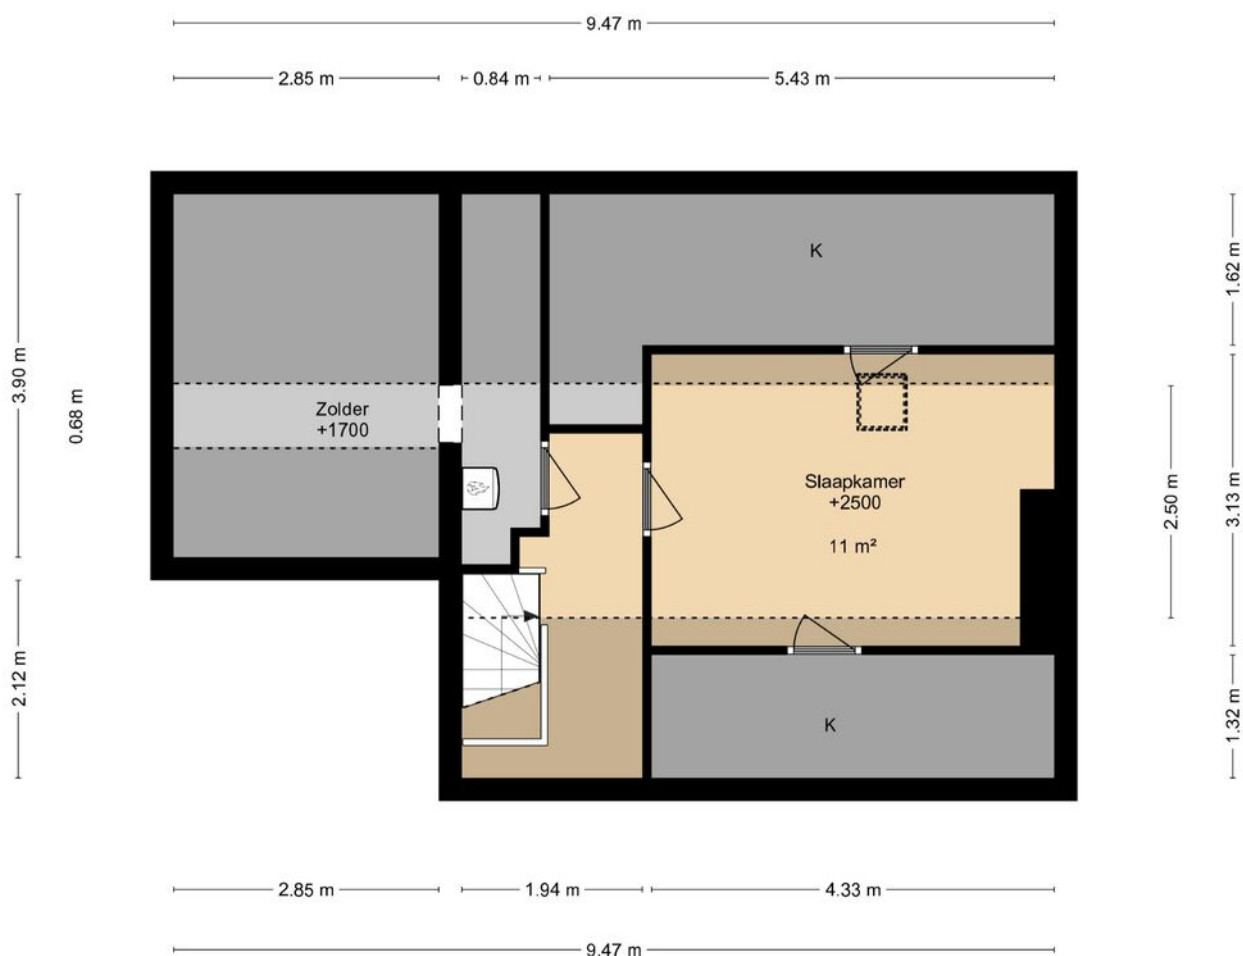 9.47 m
2.85 m
0.84 m
5.43 m
K
1.62 m
3.90 m
0.68 m
Zolder
+1700
Slaapkamer
+2500
11 m²
2.50 m
3.13 m
2.12 m
K
1.32 m
2.85 m
1.94 m
4.33 m
9.47 m